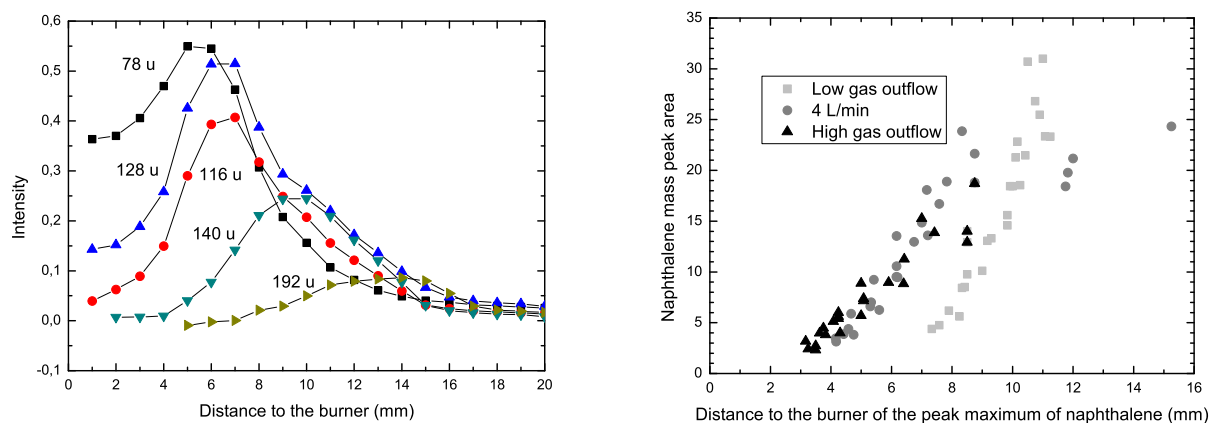 0,6
0,5
0,4
0,3
0,2
0,1
0,0
-0,1
Intensity
78 u
128 u
116 u
140 u
192 u
0 2 4 6 8 10 12 14 16 18 20
Distance to the burner (mm)
35
30
25
20
15
10
5
0
Naphthalene mass peak area
Low gas outflow
4 L/min
High gas outflow
0 2 4 6 8 10 12 14 16
Distance to the burner of the peak maximum of naphthalene (mm)